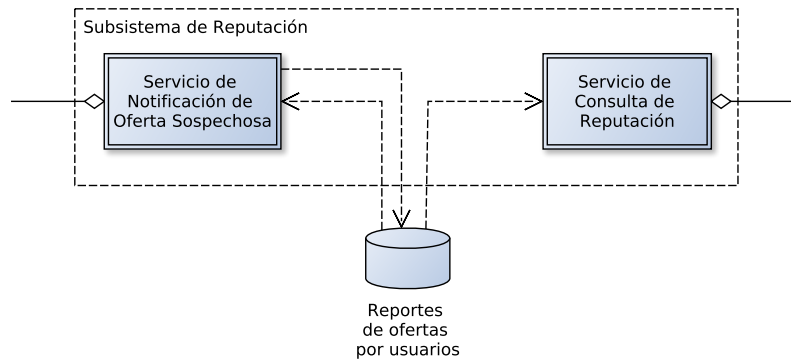 Subsistema de Reputación
Servicio de
Notificación de
Oferta Sospechosa
Servicio de
Consulta de
Reputación
Reportes
de ofertas
por usuarios